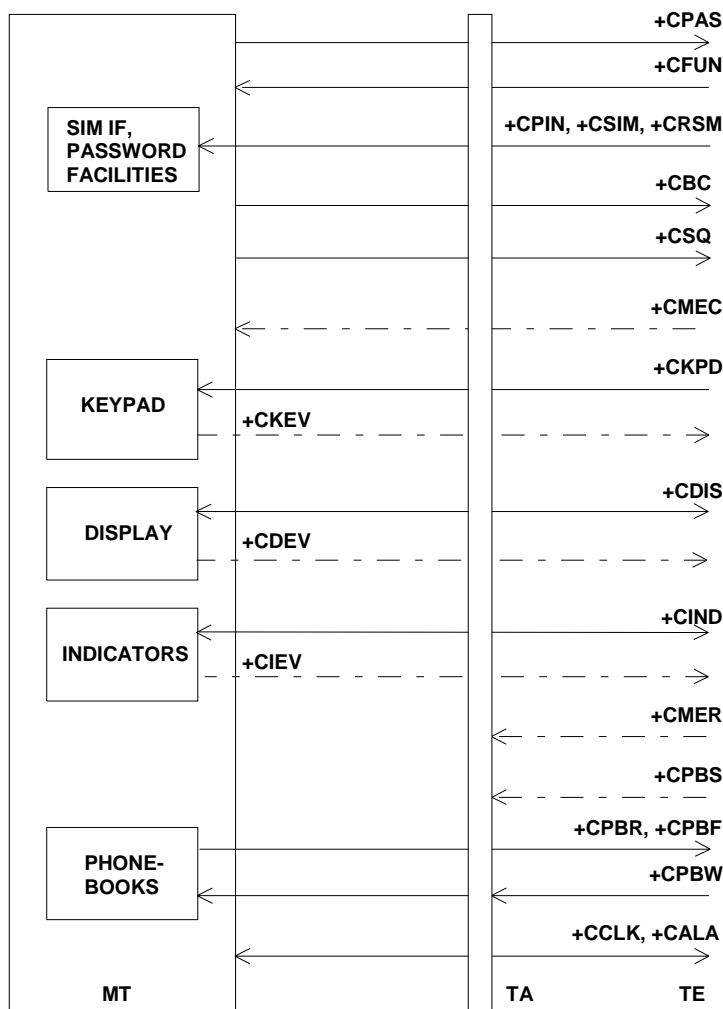 +CPAS
+CFUN
SIM IF,
PASSWORD
FACILITIES
+CPIN, +CSIM, +CRSM
+CBC
+CSQ
+CMEC
+CKPD
KEYPAD
+CKEV
+CDIS
DISPLAY
+CDEV
+CIND
INDICATORS
+CIEV
+CMER
+CPBS
+CPBR, +CPBF
PHONE-
BOOKS
+CPBW
+CCLK, +CALA
MT
TA
TE